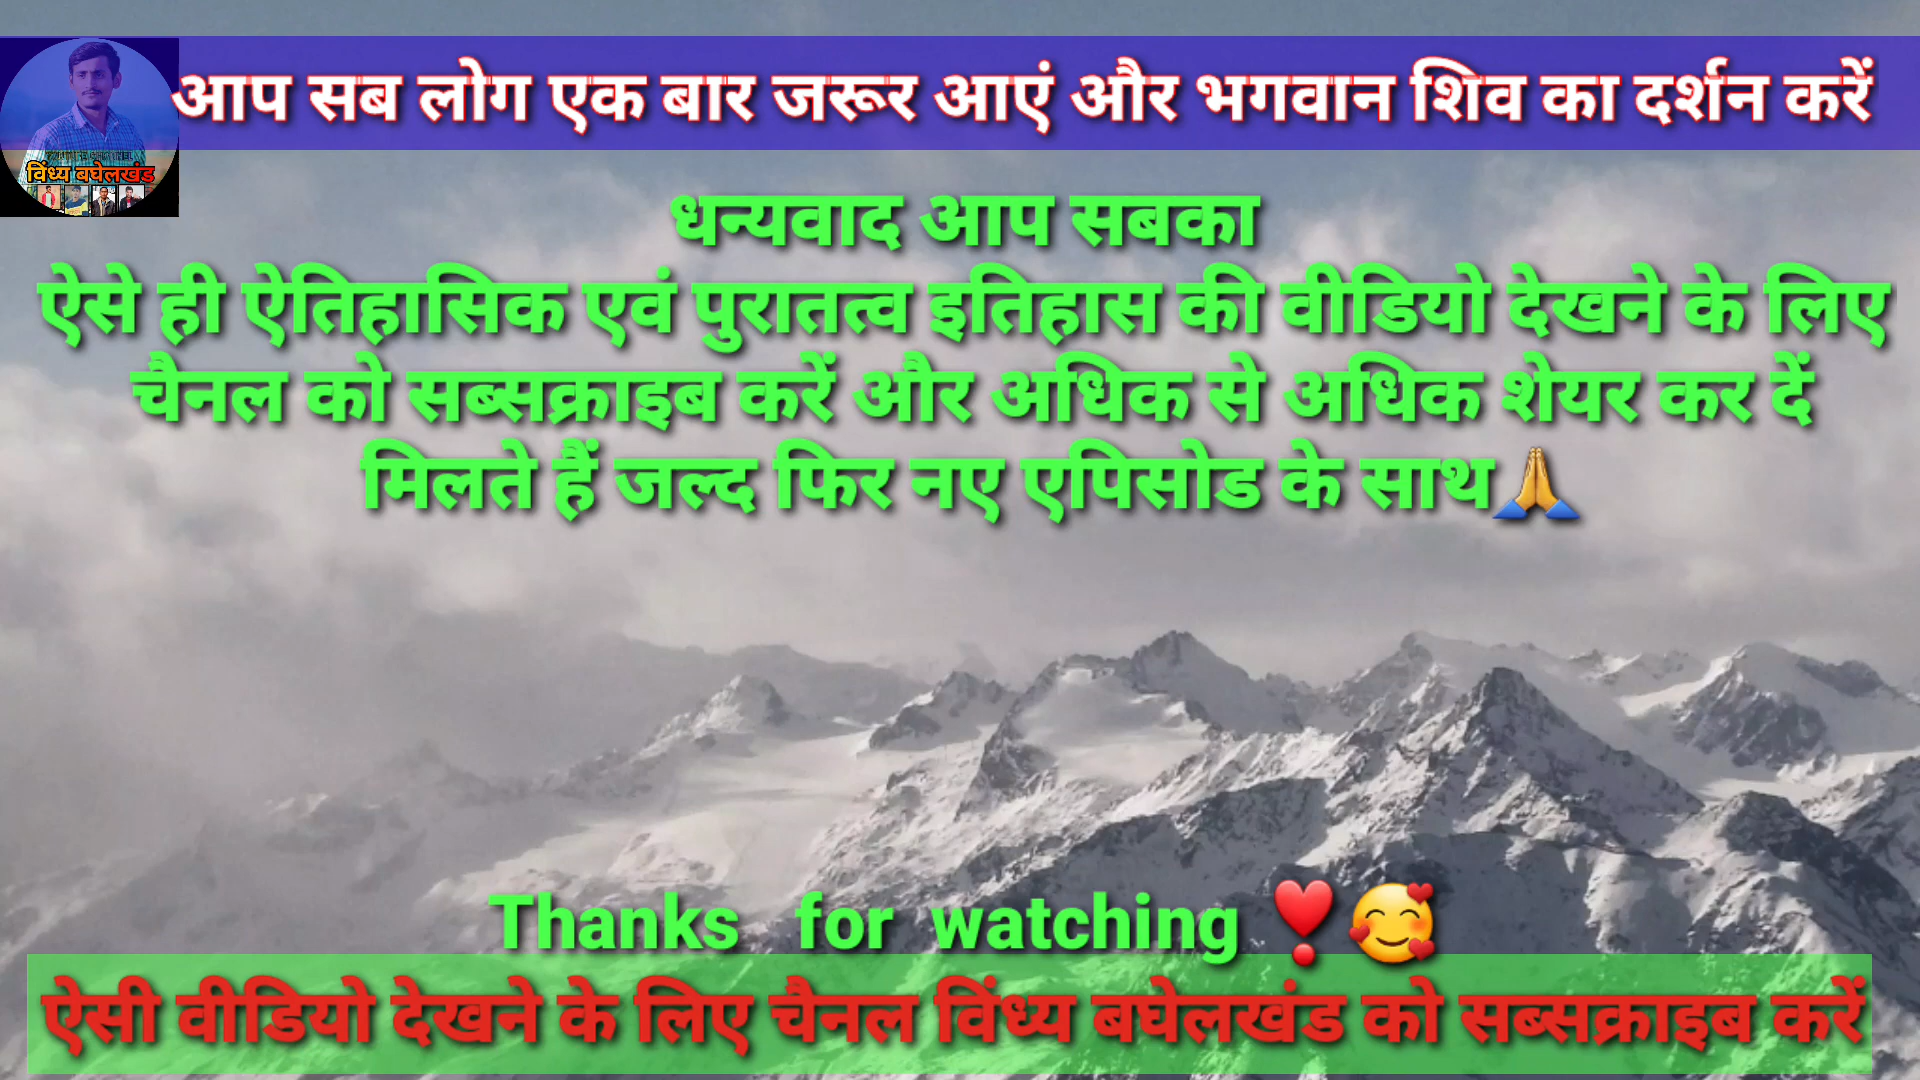 आप सब लोग एक बार जरूर आएं और भगवान शिव का दर्शन करें
विंध्य बघेलखंड
धन्यवाद आप सबका
ऐसे ही ऐतिहासिक एवं पुरातत्व इतिहास की वीडियो देखने के लिए
चैनल को सब्सक्राइब करें और अधिक से अधिक शेयर कर दें
मिलते हैं जल्द फिर नए एपिसोड के साथ🙏
Thanks for watching ❣️🥰
ऐसी वीडियो देखने के लिए चैनल विंध्य बघेलखंड को सब्सक्राइब करें